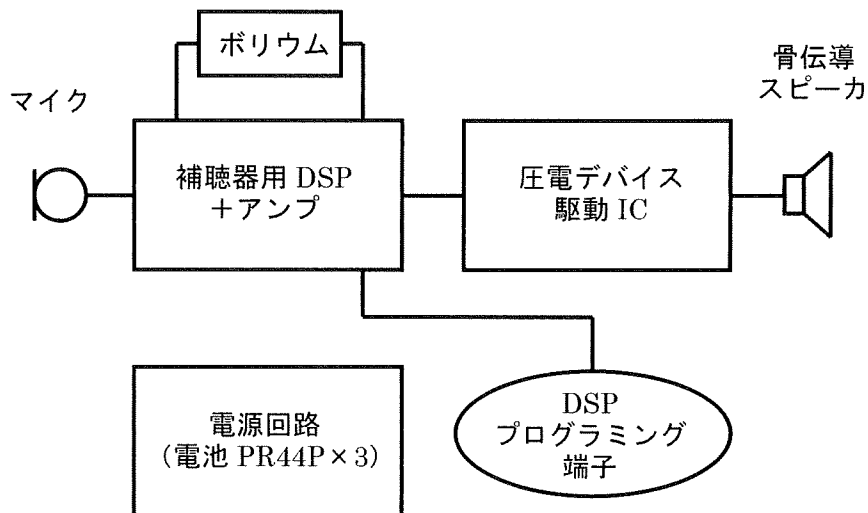 ボリウム
マイク
骨伝導
スピーカ
補聴器用 DSP
＋アンプ
圧電デバイス
駆動 IC
電源回路
（電池 PR44P × 3）
DSP
プログラミング
端子